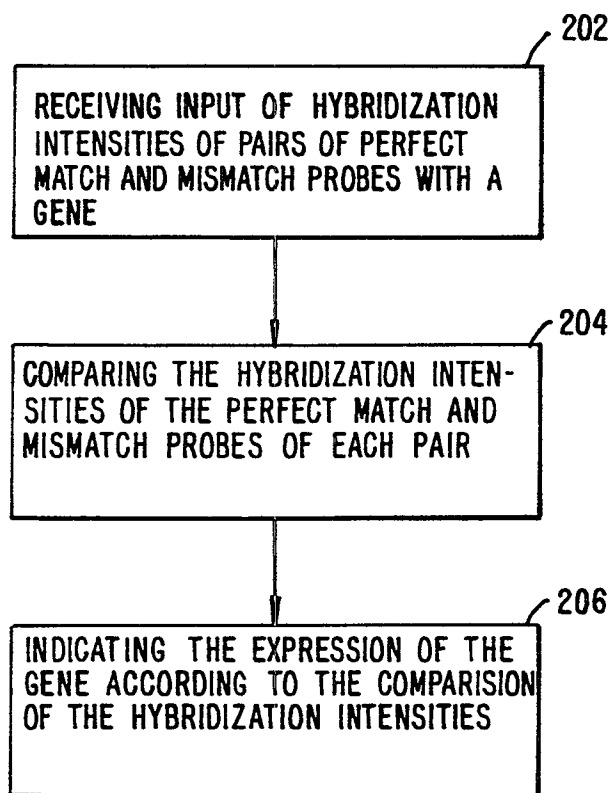 202
RECEIVING INPUT OF HYBRIDIZATION
INTENSITIES OF PAIRS OF PERFECT
MATCH AND MISMATCH PROBES WITH A
GENE
204
COMPARING THE HYBRIDIZATION INTEN-
SITIES OF THE PERFECT MATCH AND
MISMATCH PROBES OF EACH PAIR
206
INDICATING THE EXPRESSION OF THE
GENE ACCORDING TO THE COMPARISION
OF THE HYBRIDIZATION INTENSITIES